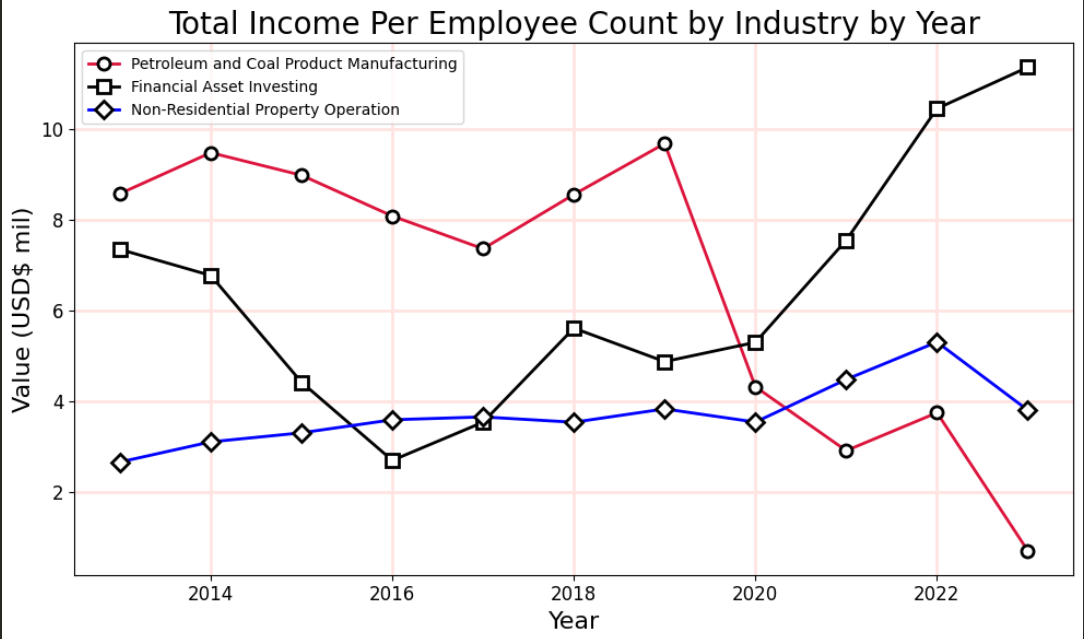 Total Income Per Employee Count by Industry by Year
Petroleum and Coal Product Manufacturing
Financial Asset Investing
Non-Residential Property Operation
Value (USD$ mil)
10
8
6
4
2
2014 2016 2018 2020 2022
Year